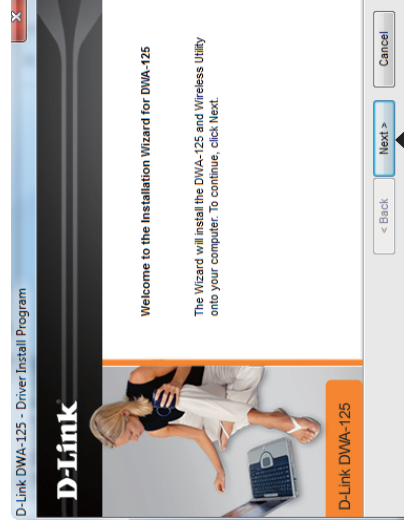 D-Link DWA-125 - Driver Install Program
X
D-Link
Welcome to the Installation Wizard for DWA-125
The Wizard will install the DWA-125 and Wireless Utility
onto your computer. To continue, click Next.
D-Link DWA-125
< Back
Next >
Cancel